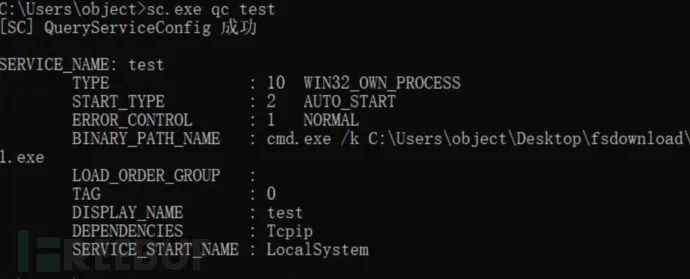 C:\Users\object>sc.exe qc test
[SC] QueryServiceConfig 成功
SERVICE_NAME: test
TYPE : 10 WIN32_OWN_PROCESS
START_TYPE : 2 AUTO_START
ERROR_CONTROL : 1 NORMAL
BINARY_PATH_NAME : cmd.exe /k C:\Users\object\Desktop\fsdownload\
1.exe
LOAD_ORDER_GROUP :
TAG : 0
DISPLAY_NAME : test
DEPENDENCIES : Tcpip
SERVICE_START_NAME : LocalSystem
FREEBUF